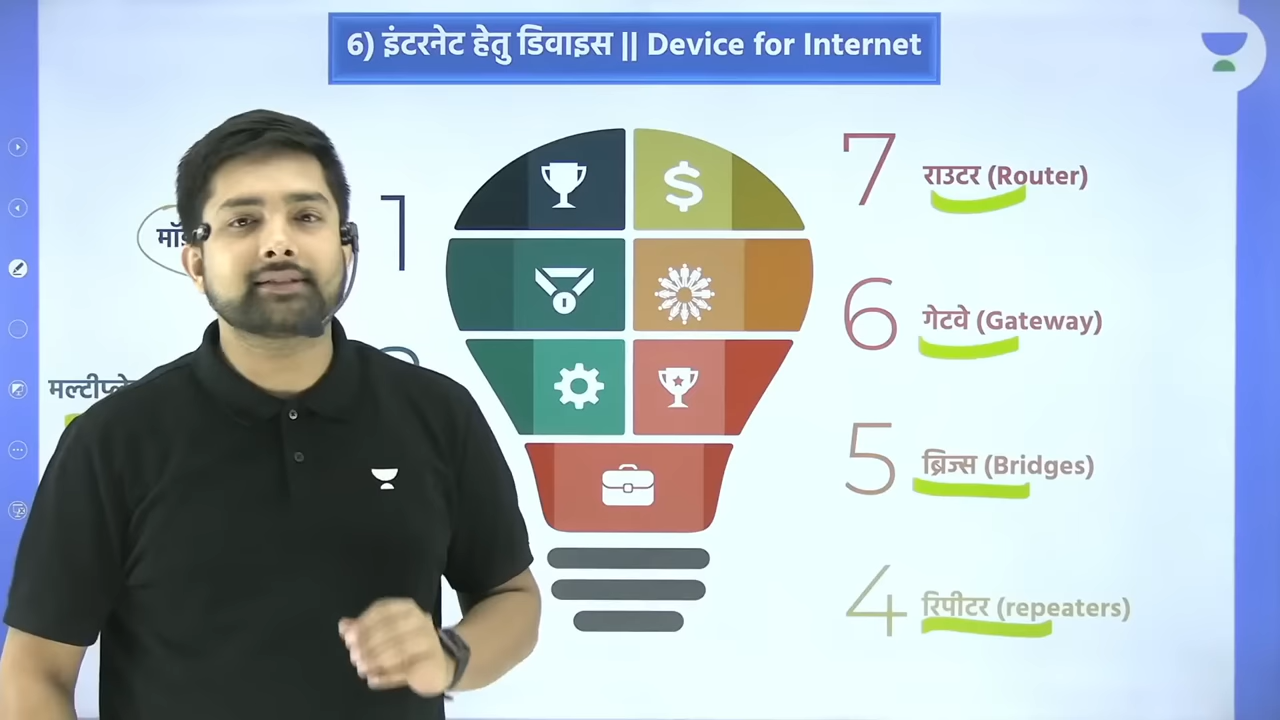 6) इंटरनेट हेतु डिवाइस || Device for Internet
1
7 राउटर (Router)
6 गेटवे (Gateway)
5 ब्रिज्स (Bridges)
4 रिपीटर (repeaters)